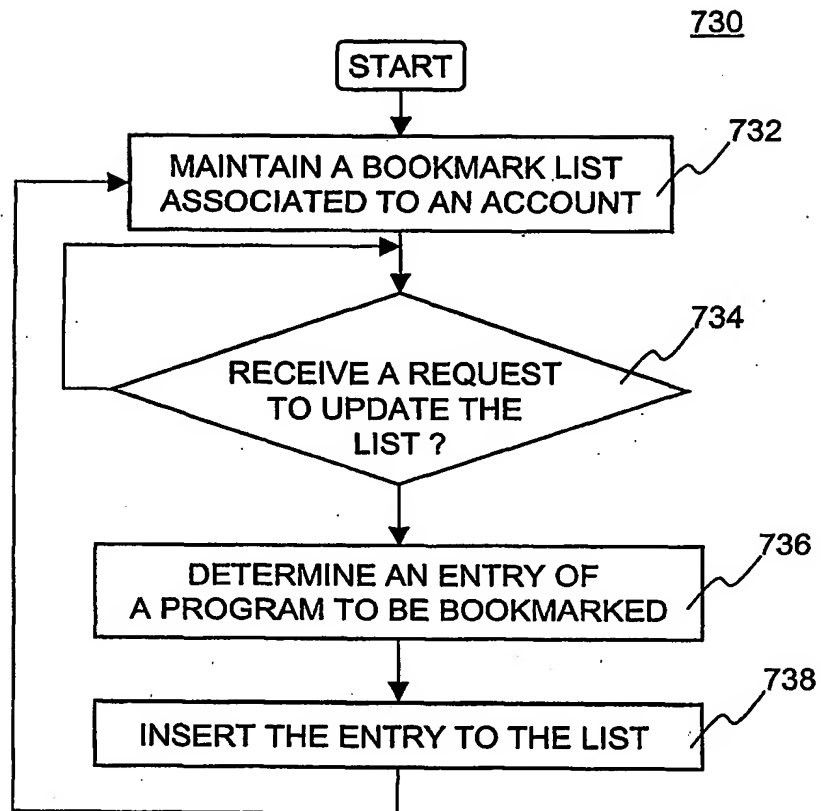 730
START
732
MAINTAIN A BOOKMARK LIST
ASSOCIATED TO AN ACCOUNT
734
RECEIVE A REQUEST
TO UPDATE THE
LIST ?
736
DETERMINE AN ENTRY OF
A PROGRAM TO BE BOOKMARKED
738
INSERT THE ENTRY TO THE LIST